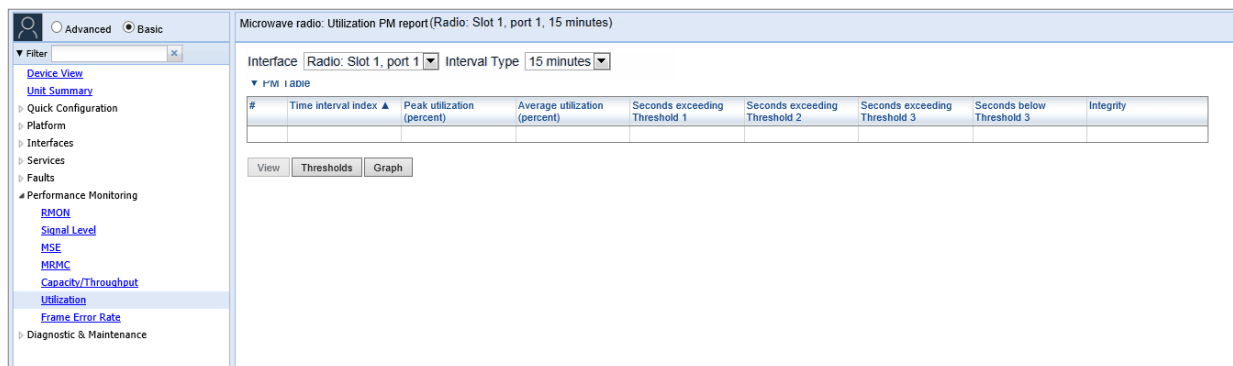 Advanced Basic
Filter
Device View
Unit Summary
Quick Configuration
Platform
Interfaces
Services
Faults
Performance Monitoring
RMON
Signal Level
MSE
MRMC
Capacity/Throughput
Utilization
Frame Error Rate
Diagnostic & Maintenance
Microwave radio: Utilization PM report (Radio: Slot 1, port 1, 15 minutes)
Interface Radio: Slot 1, port 1 Interval Type 15 minutes
PM Table
# Time interval index ▲ Peak utilization (percent) Average utilization (percent) Seconds exceeding Threshold 1 Seconds exceeding Threshold 2 Seconds exceeding Threshold 3 Seconds below Threshold 3 Integrity
View Thresholds Graph